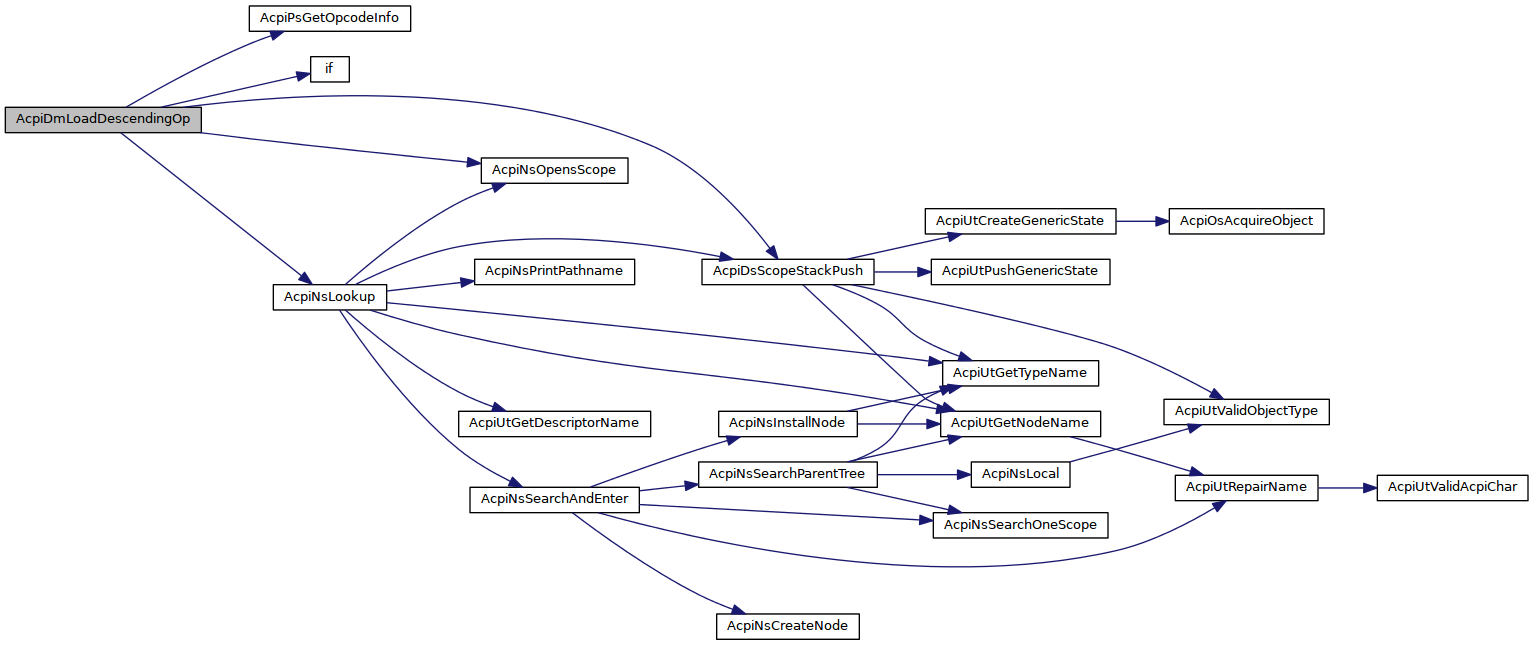 AcpiPsGetOpcodeInfo
if
AcpiDmLoadDescendingOp
AcpiNsOpensScope
AcpiUtCreateGenericState
AcpiOsAcquireObject
AcpiNsPrintPathname
AcpiDsScopeStackPush
AcpiUtPushGenericState
AcpiNsLookup
AcpiUtGetTypeName
AcpiUtValidObjectType
AcpiUtGetDescriptorName
AcpiNsInstallNode
AcpiUtGetNodeName
AcpiNsSearchParentTree
AcpiNsLocal
AcpiUtRepairName
AcpiUtValidAcpiChar
AcpiNsSearchAndEnter
AcpiNsSearchOneScope
AcpiNsCreateNode